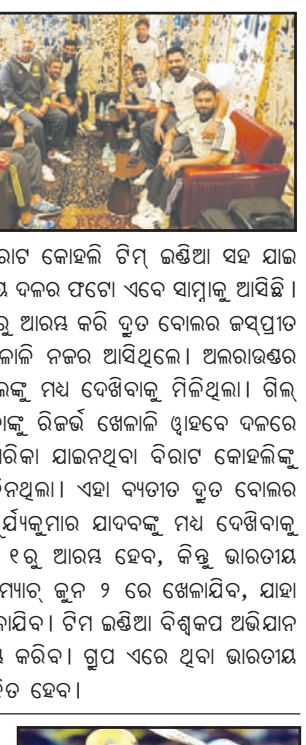 ରାଟ କୋହଲି ଟିମ୍ ଇଣ୍ଡିଆ ସହ ଯାଇ
ୟ ଦଳର ଫଟୋ ଏବେ ସାମ୍ନାକୁ ଆସିଛି ।
ରୁ ଆରମ୍ଭ କରି ଦ୍ରୁତ ବୋଲର ଜସ୍‌ପ୍ରୀତ
ଳାଳି ନଜର ଆସିଥିଲେ । ଅଲରାଉଣ୍ଡର
ଲଙ୍କୁ ମଧ୍ୟ ଦେଖିବାକୁ ମିଳିଥିଲା । ଗିଲ୍
ାଙ୍କୁ ରିଜର୍ଭ ଖେଳାଳି ଓ୍ବାହବେ ଦଳରେ
ରିକା ଯାଇନଥିବା ବିରାଟ କୋହଲିଙ୍କୁ
ିନଥିଲା । ଏହା ବ୍ୟତୀତ ଦ୍ରୁତ ବୋଲର
ୂର୍ଯ୍ୟକୁମାର ଯାଦବଙ୍କୁ ମଧ୍ୟ ଦେଖିବାକୁ
୧ରୁ ଆରମ୍ଭ ହେବ, କିନ୍ତୁ ଭାରତୀୟ
ମ୍ୟାଚ୍ ଜୁନ ୨ ରେ ଖେଳାଯିବ, ଯାହା
ଳାଯିବ । ଟିମ ଇଣ୍ଡିଆ ବିଶ୍ୱକପ ଅଭିଯାନ
୍ଭ କରିବ । ଗ୍ରୁପ ଏରେ ଥିବା ଭାରତୀୟ
ିତ ହେବ ।